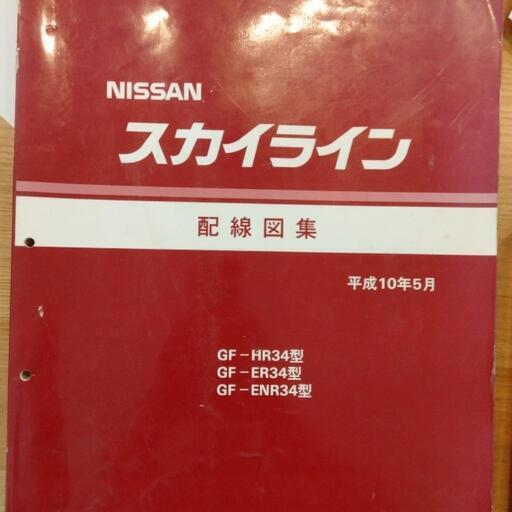 NISSAN
スカイライン
配線図集
平成10年5月
GF－HR34型
GF－ER34型
GF－ENR34型